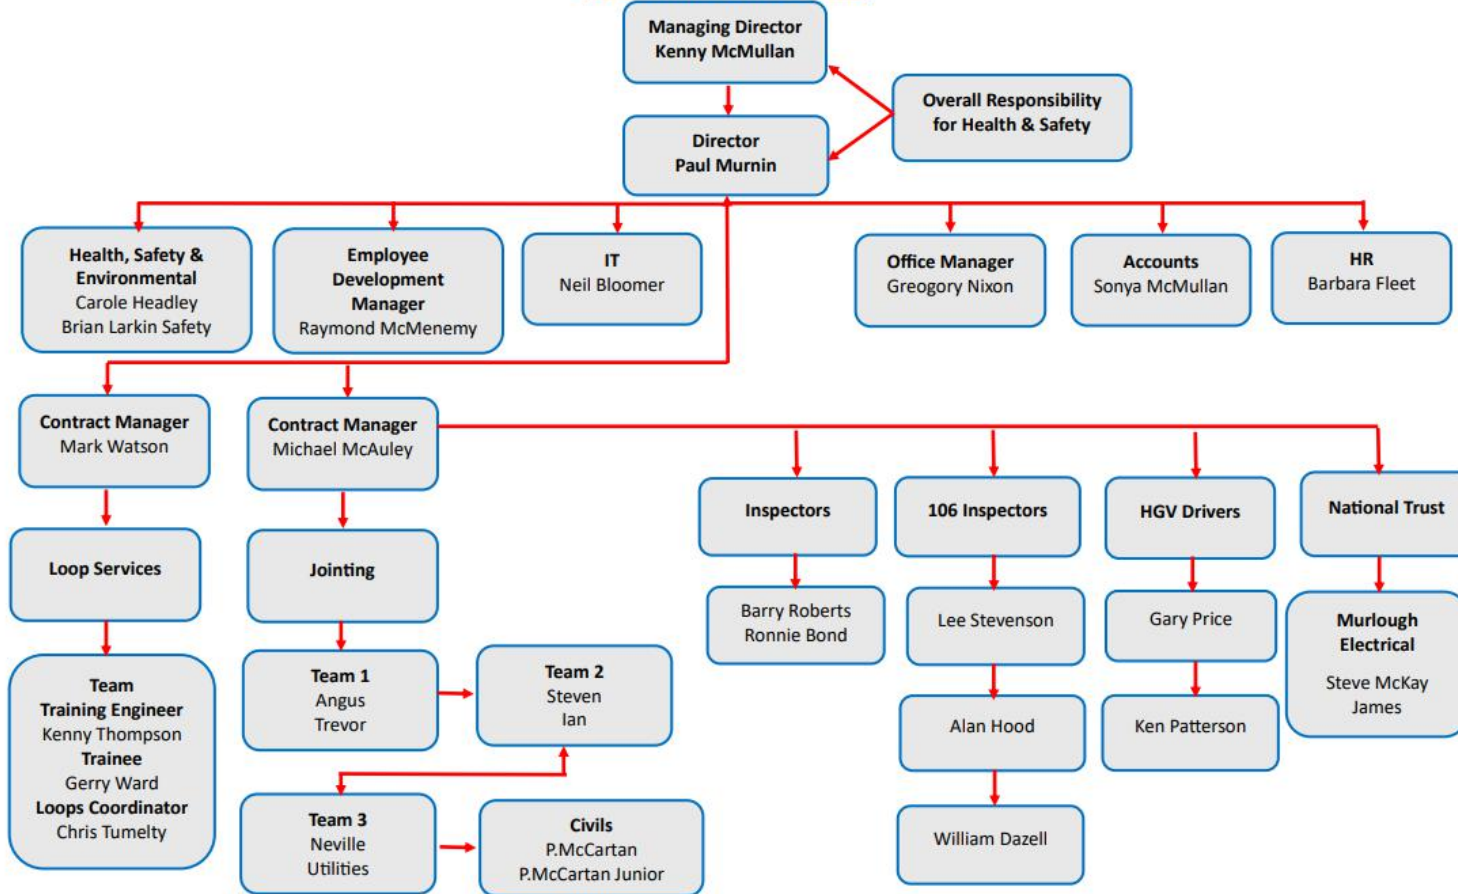 Managing Director
Kenny McMullan
Overall Responsibility
for Health & Safety
Director
Paul Murnin
Health, Safety &
Environmental
Carole Headley
Brian Larkin Safety
Employee
Development
Manager
Raymond McMenemy
IT
Neil Bloomer
Office Manager
Greogory Nixon
Accounts
Sonya McMullan
HR
Barbara Fleet
Contract Manager
Mark Watson
Contract Manager
Michael McAuley
Inspectors
106 Inspectors
HGV Drivers
National Trust
Loop Services
Jointing
Barry Roberts
Ronnie Bond
Lee Stevenson
Gary Price
Murlough
Electrical
Steve McKay
James
Team
Training Engineer
Kenny Thompson
Trainee
Gerry Ward
Loops Coordinator
Chris Tumelty
Team 1
Angus
Trevor
Team 2
Steven
Ian
Alan Hood
Ken Patterson
Team 3
Neville
Utilities
Civils
P.McCartan
P.McCartan Junior
William Dazell